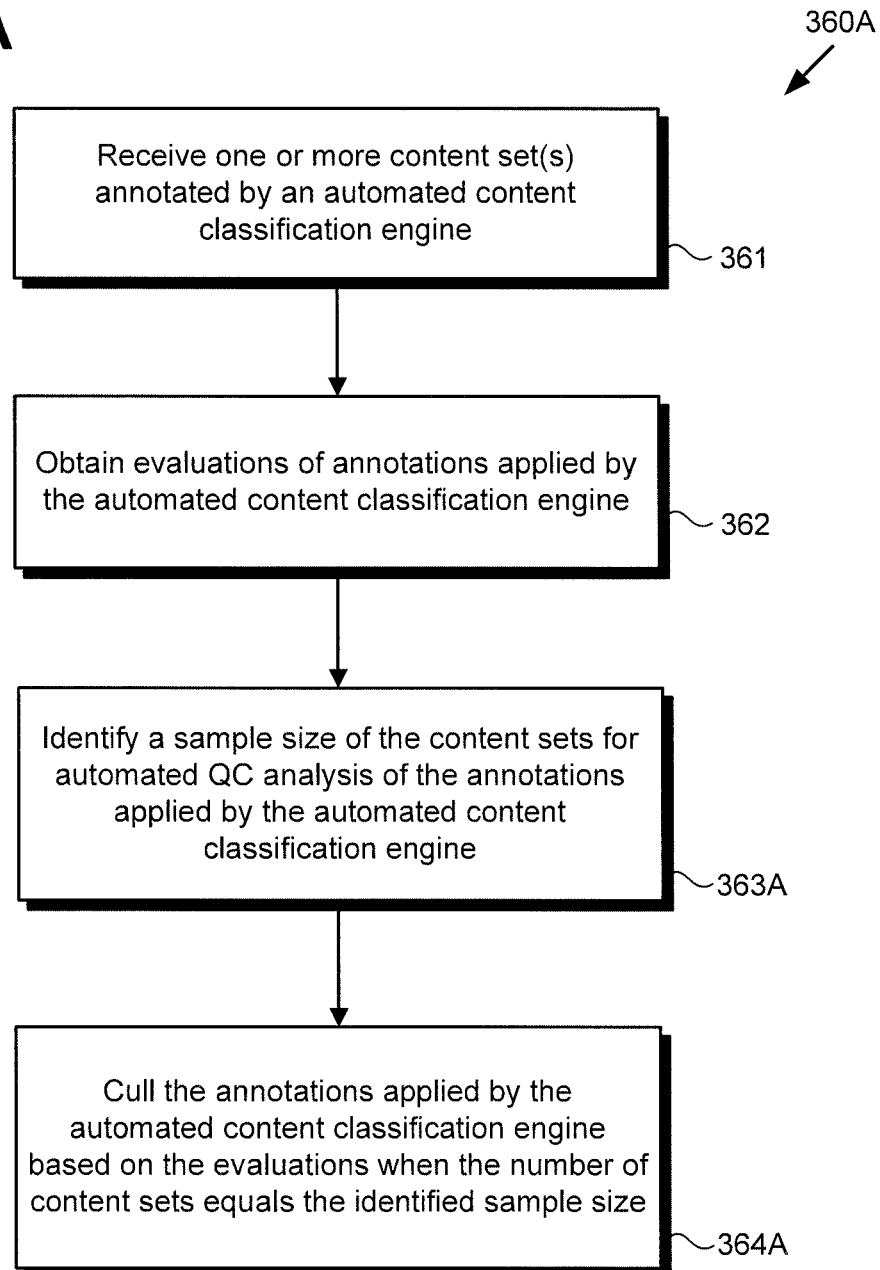 A
360A
Receive one or more content set(s)
annotated by an automated content
classification engine
361
Obtain evaluations of annotations applied by
the automated content classification engine
362
Identify a sample size of the content sets for
automated QC analysis of the annotations
applied by the automated content
classification engine
363A
Cull the annotations applied by the
automated content classification engine
based on the evaluations when the number of
content sets equals the identified sample size
364A